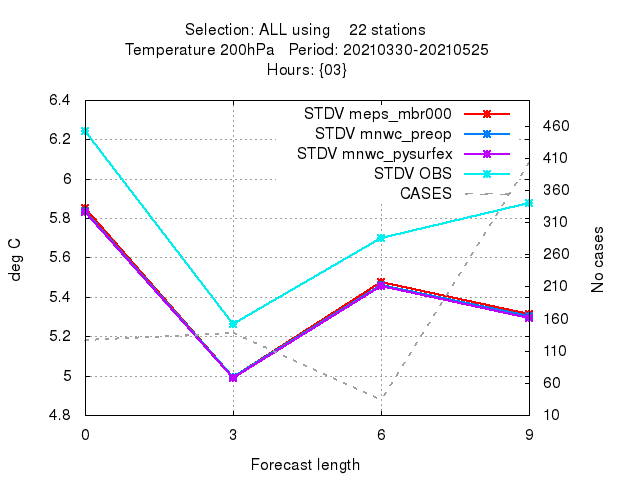 Selection: ALL using 22 stations
Temperature 200hPa Period: 20210330-20210525
Hours: {03}
STDV meps_mbr000
STDV mnwc_preop
STDV mnwc_pysurfex
STDV OBS
CASES
deg C
6.4
6.2
6
5.8
5.6
5.4
5.2
5
4.8
460
410
360
310
260
210
160
110
60
10
No cases
0 3 6 9
Forecast length